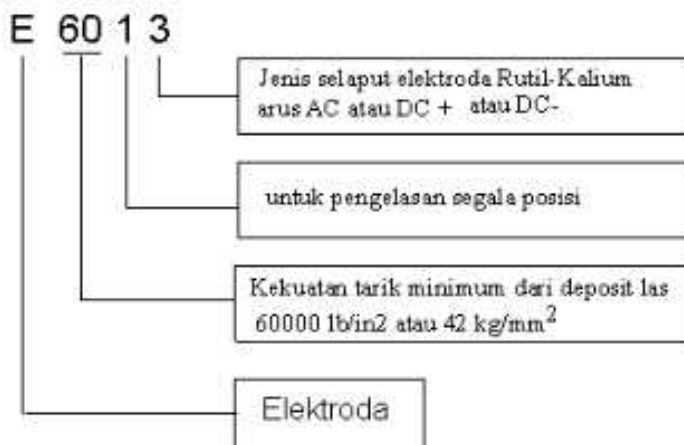 E 60 1 3
Jenis selaput elektroda Rutil-Kalium
arus AC atau DC + atau DC-
untuk pengelasan segala posisi
Kekuatan tarik minimum dari deposit las
60000 lb/in2 atau 42 kg/mm²
Elektroda